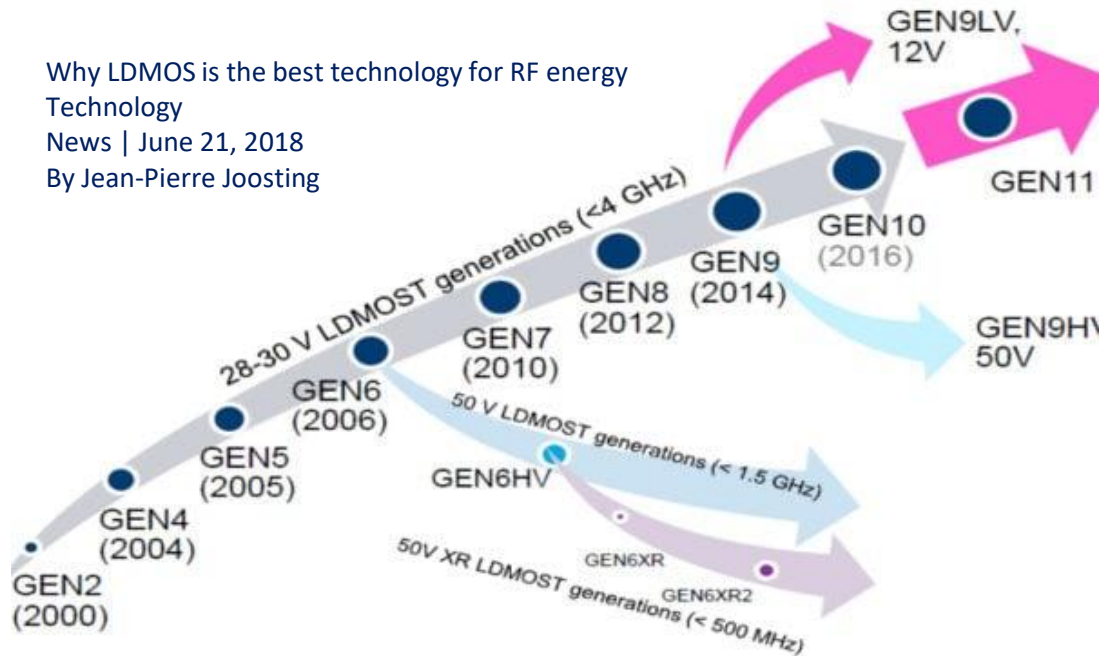 Why LDMOS is the best technology for RF energy
Technology
News | June 21, 2018
By Jean-Pierre Joosting
GEN9LV,
12V
GEN11
28-30 V LDMOST generations (<4 GHz)
GEN10
(2016)
GEN9
(2014)
GEN8
(2012)
GEN7
(2010)
GEN6
(2006)
GEN5
(2005)
GEN4
(2004)
GEN2
(2000)
GEN9HV
50V
50 V LDMOST generations (< 1.5 GHz)
GEN6HV
GEN6XR
GEN6XR2
50V XR LDMOST generations (< 500 MHz)